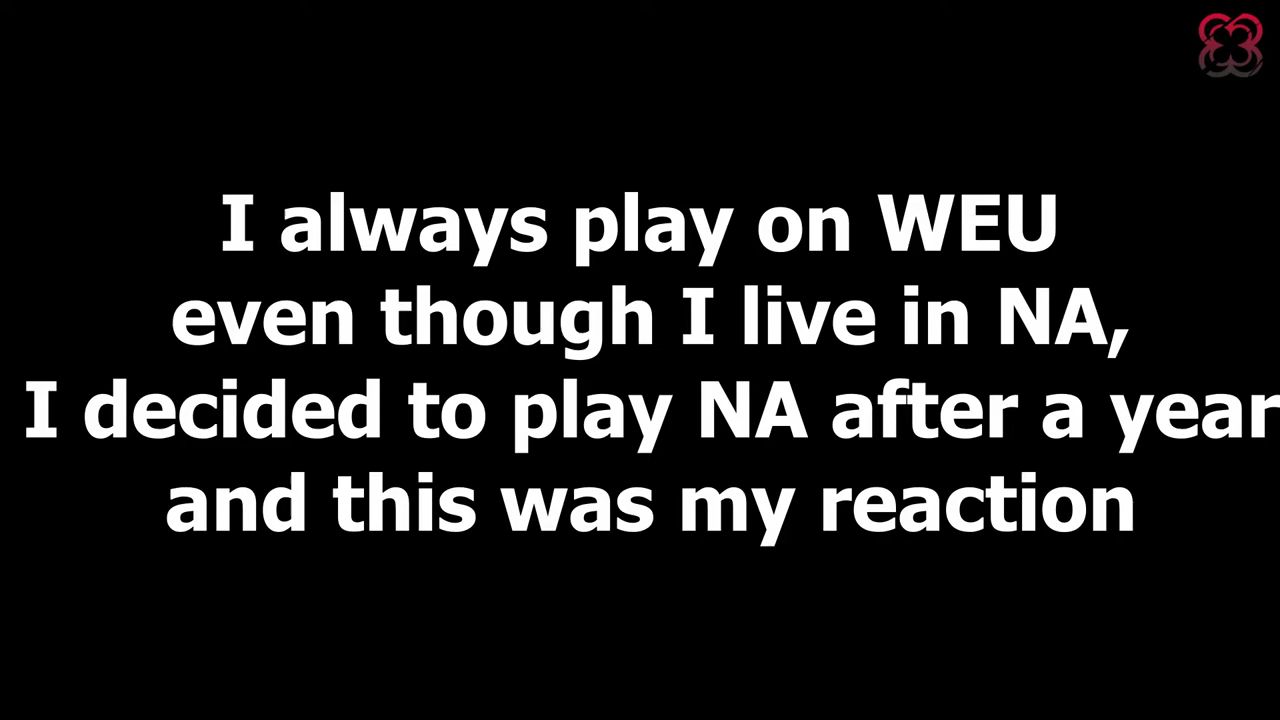 I always play on WEU
even though I live in NA,
I decided to play NA after a year
and this was my reaction